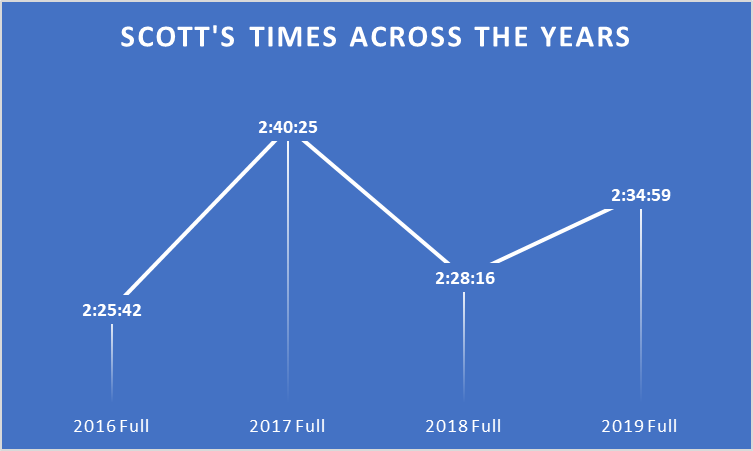 SCOTT'S TIMES ACROSS THE YEARS
2:40:25
2:34:59
2:28:16
2:25:42
2016 Full 2017 Full 2018 Full 2019 Full